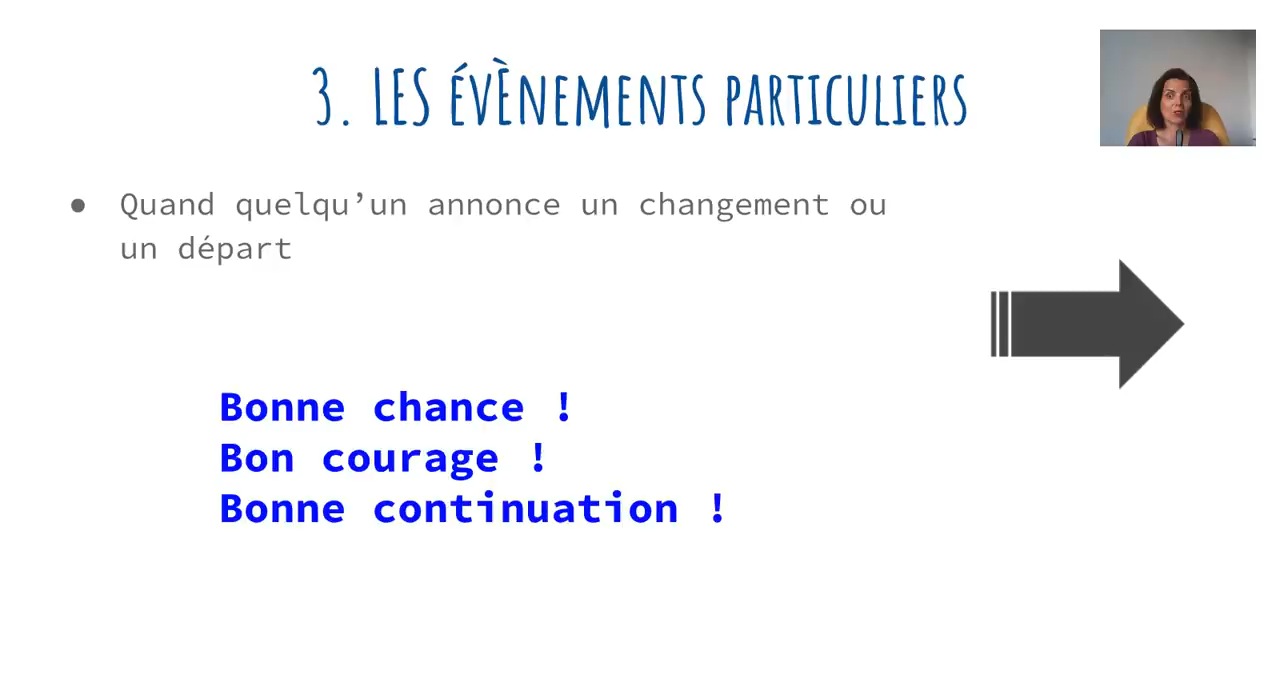 3. LES ÉVÈNEMENTS PARTICULIERS
● Quand quelqu’un annonce un changement ou
un départ
Bonne chance !
Bon courage !
Bonne continuation !